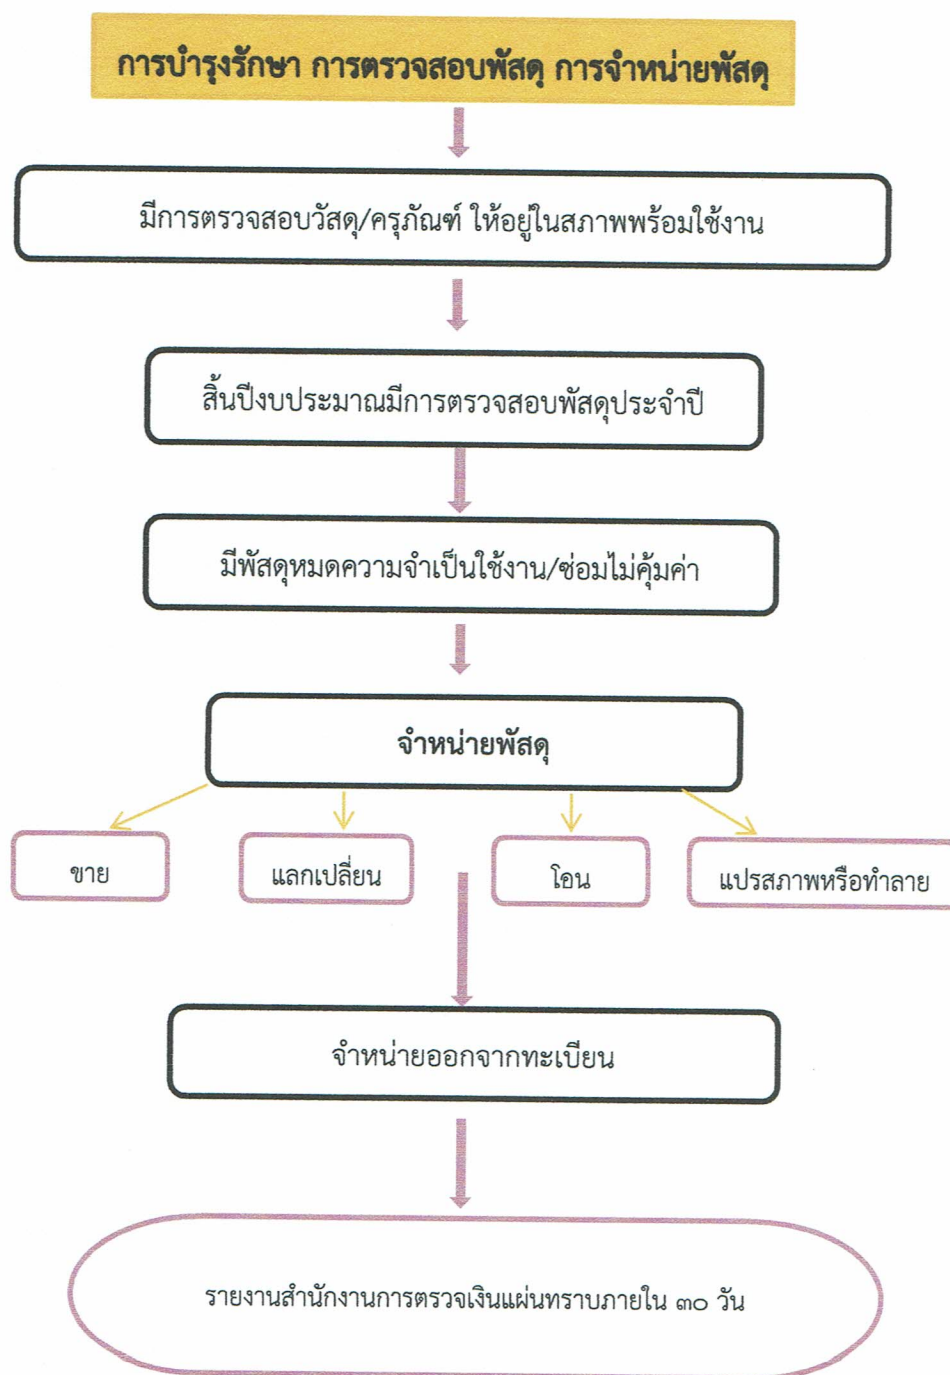 การบำรุงรักษา การตรวจสอบพัสดุ การจำหน่ายพัสดุ
มีการตรวจสอบวัสดุ/ครุภัณฑ์ ให้อยู่ในสภาพพร้อมใช้งาน
สิ้นปีงบประมาณมีการตรวจสอบพัสดุประจำปี
มีพัสดุหมดความจำเป็นใช้งาน/ซ่อมไม่คุ้มค่า
จำหน่ายพัสดุ
ขาย
แลกเปลี่ยน
โอน
แปรสภาพหรือทำลาย
จำหน่ายออกจากทะเบียน
รายงานสำนักงานการตรวจเงินแผ่นทราบภายใน ๓๐ วัน